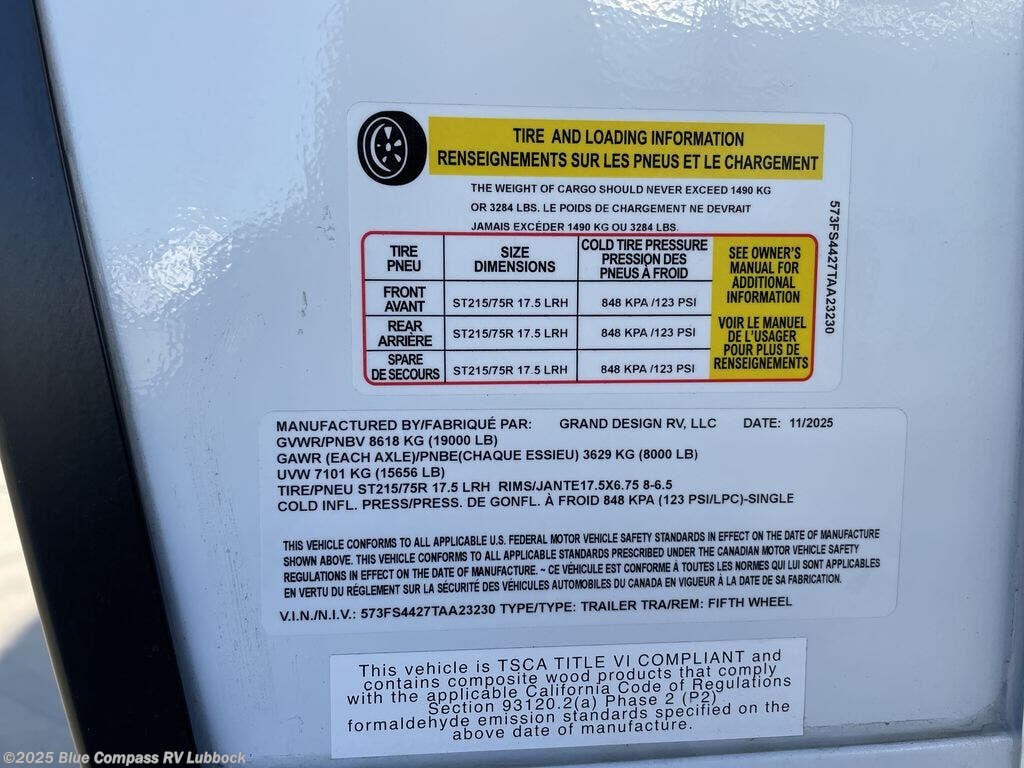 TIRE AND LOADING INFORMATION
RENSEIGNEMENTS SUR LES PNEUS ET LE CHARGEMENT
THE WEIGHT OF CARGO SHOULD NEVER EXCEED 1490 KG
OR 3284 LBS. LE POIDS DE CHARGEMENT NE DEVRAIT
JAMAIS EXCÉDER 1490 KG OU 3284 LBS.
TIRE
PNEU
SIZE
DIMENSIONS
COLD TIRE PRESSURE
PRESSION DES
PNEUS À FROID
FRONT
AVANT
ST215/75R 17.5 LRH
848 KPA /123 PSI
REAR
ARRIÈRE
ST215/75R 17.5 LRH
848 KPA /123 PSI
SPARE
DE SECOURS
ST215/75R 17.5 LRH
848 KPA /123 PSI
SEE OWNER'S
MANUAL FOR
ADDITIONAL
INFORMATION
VOIR LE MANUEL
DE L'USAGER
POUR PLUS DE
RENSEIGNEMENTS
573FS4427TAA23230
MANUFACTURED BY/FABRIQUÉ PAR: GRAND DESIGN RV, LLC DATE: 11/2025
GVWR/PNBV 8618 KG (19000 LB)
GAWR (EACH AXLE)/PNBE(CHAQUE ESSIEU) 3629 KG (8000 LB)
UVW 7101 KG (15656 LB)
TIRE/PNEU ST215/75R 17.5 LRH RIMS/JANTE17.5X6.75 8-6.5
COLD INFL. PRESS/PRESS. DE GONFL. À FROID 848 KPA (123 PSI/LPC)-SINGLE
THIS VEHICLE CONFORMS TO ALL APPLICABLE U.S. FEDERAL MOTOR VEHICLE SAFETY STANDARDS IN EFFECT ON THE DATE OF MANUFACTURE
SHOWN ABOVE. THIS VEHICLE CONFORMS TO ALL APPLICABLE STANDARDS PRESCRIBED UNDER THE CANADIAN MOTOR VEHICLE SAFETY
REGULATIONS IN EFFECT ON THE DATE OF MANUFACTURE. ~ CE VÉHICULE EST CONFORME À TOUTES LES NORMES QUI LUI SONT APPLICABLES
EN VERTU DU RÉGLEMENT SUR LA SÉCURITÉ DES VÉHICULES AUTOMOBILES DU CANADA EN VIGUEUR À LA DATE DE SA FABRICATION.
V.I.N./N.I.V.: 573FS4427TAA23230 TYPE/TYPE: TRAILER TRA/REM: FIFTH WHEEL
This vehicle is TSCA TITLE VI COMPLIANT and
contains composite wood products that comply
with the applicable California Code of Regulations
Section 93120.2(a) Phase 2 (P2)
formaldehyde emission standards specified on the
above date of manufacture.
©2025 Blue Compass RV Lubbock